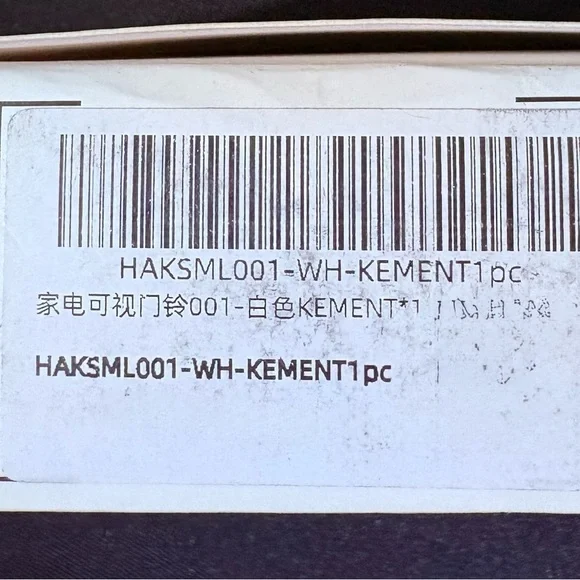 HAKSML001-WH-KEMENT1pc
家电可视门铃001-白色KEMENT*1
HAKSML001-WH-KEMENT1pc